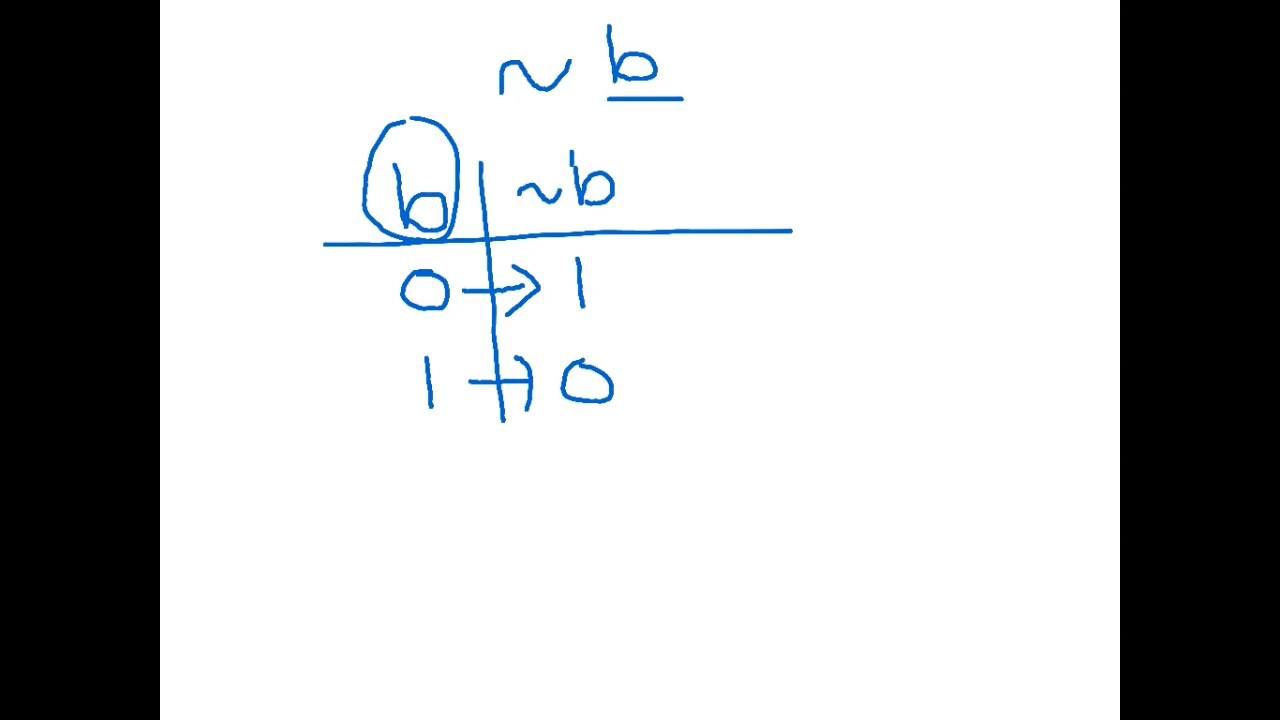 ~ b
b ~b
0 → 1
1 → 0